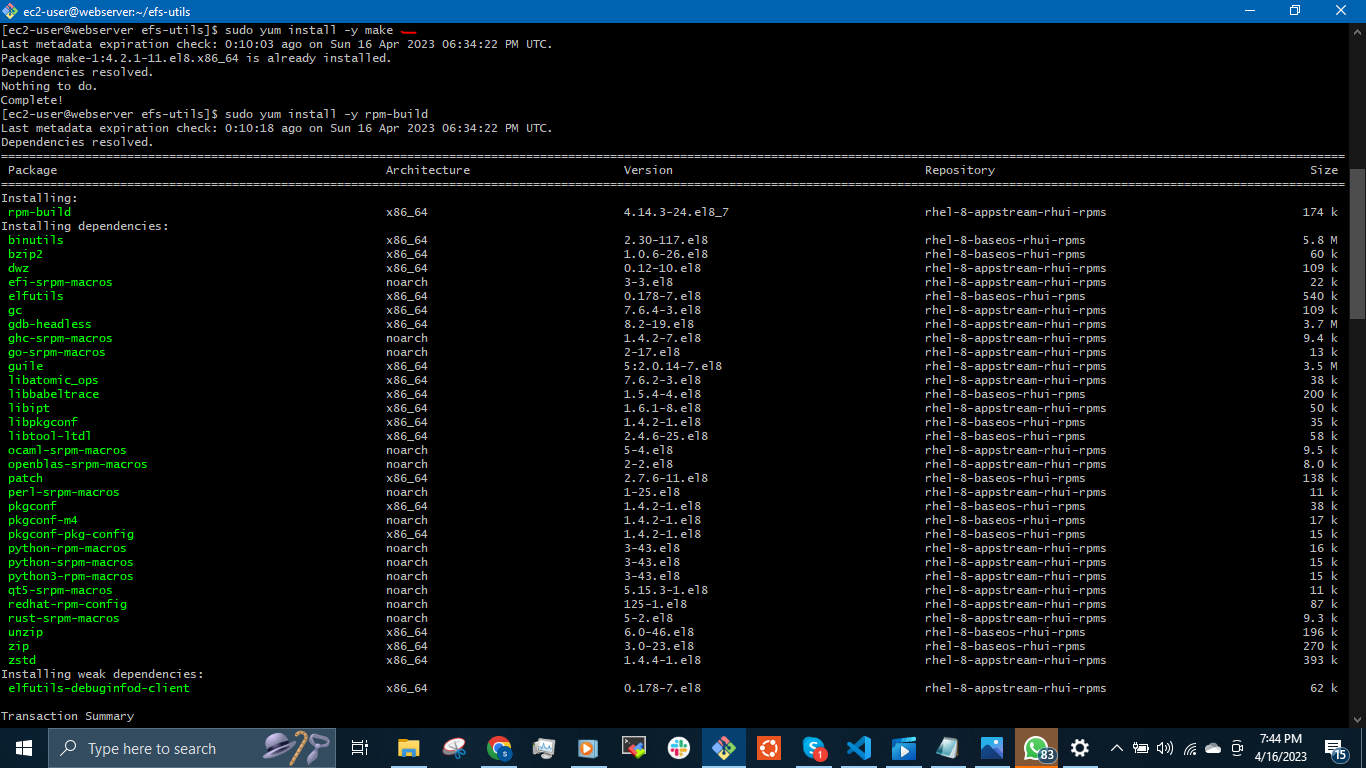 ec2-user@webserver:~/efs-utils
[ec2-user@webserver efs-utils]$ sudo yum install -y make
Last metadata expiration check: 0:10:03 ago on Sun 16 Apr 2023 06:34:22 PM UTC.
Package make-1:4.2.1-11.el8.x86_64 is already installed.
Dependencies resolved.
Nothing to do.
Complete!
[ec2-user@webserver efs-utils]$ sudo yum install -y rpm-build
Last metadata expiration check: 0:10:18 ago on Sun 16 Apr 2023 06:34:22 PM UTC.
Dependencies resolved.
Package Architecture Version Repository Size
Installing:
rpm-build x86_64 4.14.3-24.el8_7 rhel-8-appstream-rhui-rpms 174 k
Installing dependencies:
binutils x86_64 2.30-117.el8 rhel-8-baseos-rhui-rpms 5.8 M
bzip2 x86_64 1.0.6-26.el8 rhel-8-baseos-rhui-rpms 60 k
dwz x86_64 0.12-10.el8 rhel-8-appstream-rhui-rpms 109 k
efi-srpm-macros noarch 3-3.el8 rhel-8-appstream-rhui-rpms 22 k
elfutils x86_64 0.178-7.el8 rhel-8-baseos-rhui-rpms 540 k
gc x86_64 7.6.4-3.el8 rhel-8-appstream-rhui-rpms 109 k
gdb-headless x86_64 8.2-19.el8 rhel-8-appstream-rhui-rpms 3.7 M
ghc-srpm-macros noarch 1.4.2-7.el8 rhel-8-appstream-rhui-rpms 9.4 k
go-srpm-macros noarch 2-17.el8 rhel-8-appstream-rhui-rpms 13 k
guile x86_64 5:2.0.14-7.el8 rhel-8-appstream-rhui-rpms 3.5 M
libatomic_ops x86_64 7.6.2-3.el8 rhel-8-appstream-rhui-rpms 38 k
libbabeltrace x86_64 1.5.4-4.el8 rhel-8-baseos-rhui-rpms 200 k
libipt x86_64 1.6.1-8.el8 rhel-8-appstream-rhui-rpms 50 k
libpkgconf x86_64 1.4.2-1.el8 rhel-8-baseos-rhui-rpms 35 k
libtool-ltdl x86_64 2.4.6-25.el8 rhel-8-baseos-rhui-rpms 58 k
ocaml-srpm-macros noarch 5-4.el8 rhel-8-appstream-rhui-rpms 9.5 k
openblas-srpm-macros noarch 2-2.el8 rhel-8-appstream-rhui-rpms 8.0 k
patch x86_64 2.7.6-11.el8 rhel-8-baseos-rhui-rpms 138 k
perl-srpm-macros noarch 1-25.el8 rhel-8-appstream-rhui-rpms 11 k
pkgconf x86_64 1.4.2-1.el8 rhel-8-baseos-rhui-rpms 38 k
pkgconf-m4 noarch 1.4.2-1.el8 rhel-8-baseos-rhui-rpms 17 k
pkgconf-pkg-config x86_64 1.4.2-1.el8 rhel-8-baseos-rhui-rpms 15 k
python-rpm-macros noarch 3-43.el8 rhel-8-appstream-rhui-rpms 16 k
python-srpm-macros noarch 3-43.el8 rhel-8-appstream-rhui-rpms 15 k
python3-rpm-macros noarch 3-43.el8 rhel-8-appstream-rhui-rpms 15 k
qt5-srpm-macros noarch 5.15.3-1.el8 rhel-8-appstream-rhui-rpms 11 k
redhat-rpm-config noarch 125-1.el8 rhel-8-appstream-rhui-rpms 87 k
rust-srpm-macros noarch 5-2.el8 rhel-8-appstream-rhui-rpms 9.3 k
unzip x86_64 6.0-46.el8 rhel-8-baseos-rhui-rpms 196 k
zip x86_64 3.0-23.el8 rhel-8-baseos-rhui-rpms 270 k
zstd x86_64 1.4.4-1.el8 rhel-8-appstream-rhui-rpms 393 k
Installing weak dependencies:
elfutils-debuginfod-client x86_64 0.178-7.el8 rhel-8-appstream-rhui-rpms 62 k
Transaction Summary
Type here to search
1
83
7:44 PM
4/16/2023
15